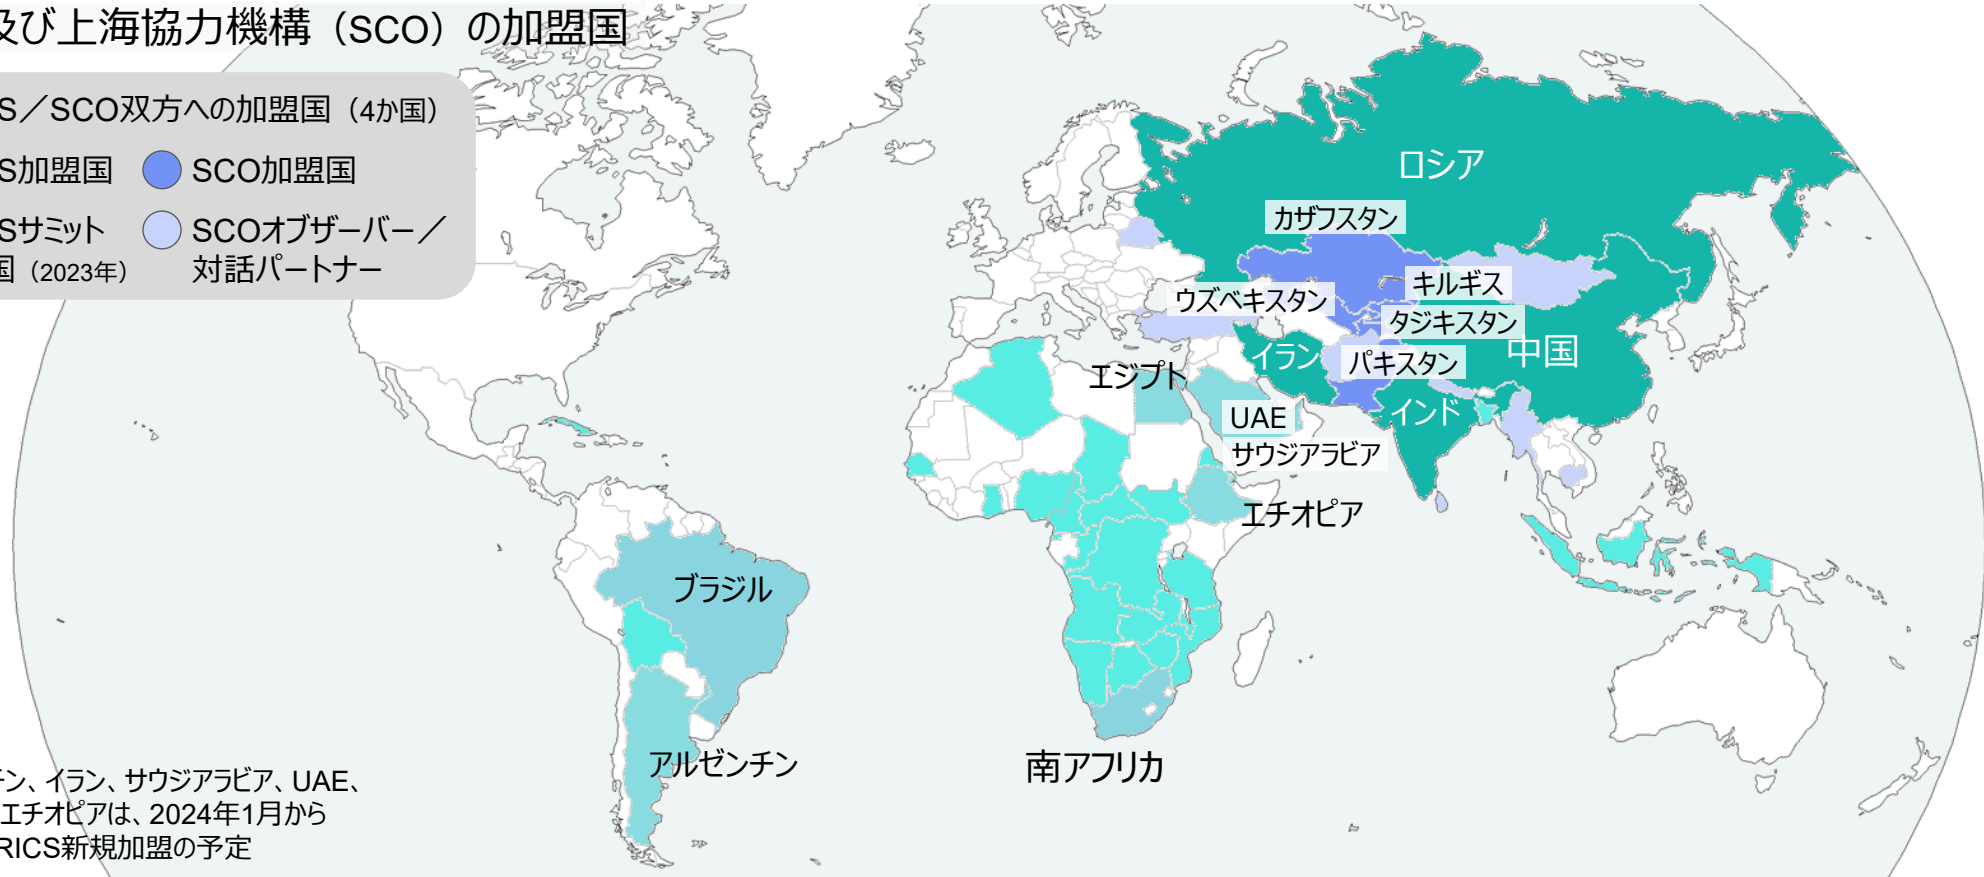 及び上海協力機構（SCO）の加盟国
S／SCO双方への加盟国（4か国）
S加盟国
SCO加盟国
Sサミット
国（2023年）
SCOオブザーバー／
対話パートナー
ロシア
カザフスタン
キルギス
ウズベキスタン
タジキスタン
中国
イラン
パキスタン
エジプト
インド
UAE
サウジアラビア
エチオピア
ブラジル
アルゼンチン
南アフリカ
チン、イラン、サウジアラビア、UAE、
エチオピアは、2024年1月から
RICS新規加盟の予定